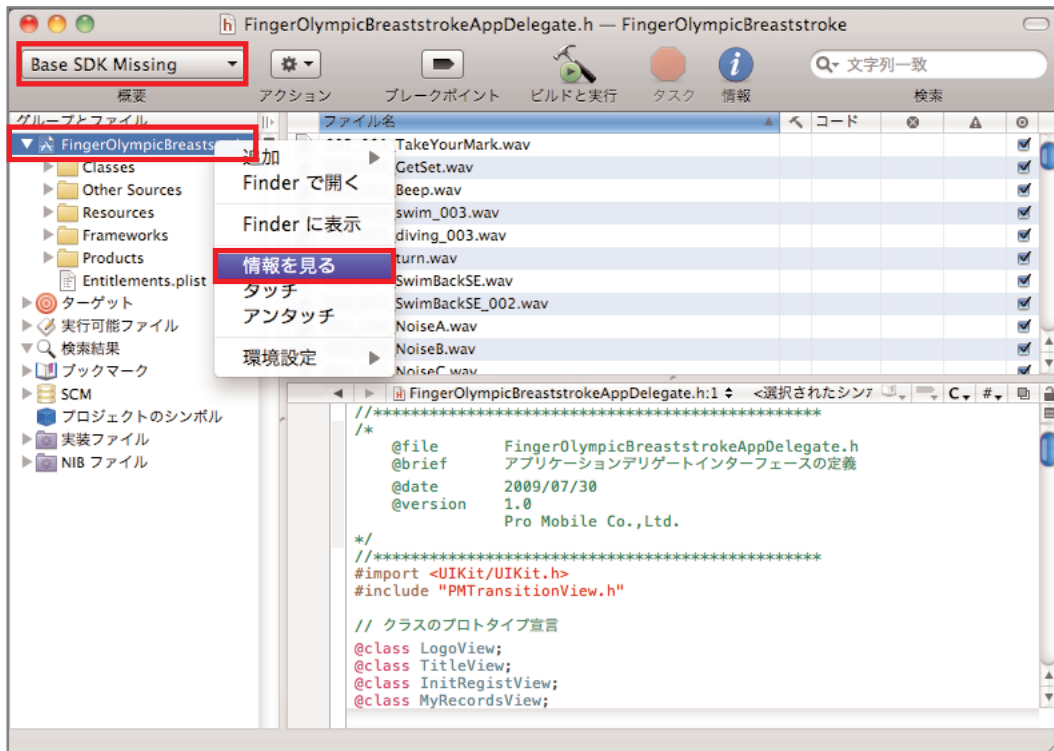 FingerOlympicBreaststrokeAppDelegate.h — FingerOlympicBreaststroke
Base SDK Missing
文字列一致
概要
アクション
ブレークポイント
ビルドと実行
タスク
情報
検索
グループとファイル
FingerOlympicBreasts
Classes
Other Sources
Resources
Frameworks
Products
Entitlements.plist
ターゲット
実行可能ファイル
検索結果
ブックマーク
SCM
プロジェクトのシンボル
実装ファイル
NIB ファイル
追加
Finder で開く
Finder に表示
情報を見る
タッチ
アンタッチ
環境設定
ファイル名
コード
TakeYourMark.wav
GetSet.wav
Beep.wav
swim_003.wav
diving_003.wav
turn.wav
SwimBackSE.wav
SwimBackSE_002.wav
NoiseA.wav
NoiseB.wav
NoiseC.wav
FingerOlympicBreaststrokeAppDelegate.h:1 <選択されたシン C #
//************************************************
/*
@file FingerOlympicBreaststrokeAppDelegate.h
@brief アプリケーションデリゲートインターフェースの定義
@date 2009/07/30
@version 1.0
Pro Mobile Co.,Ltd.
*/
//************************************************
#import <UIKit/UIKit.h>
#include "PMTransitionView.h"
// クラスのプロトタイプ宣言
@class LogoView;
@class TitleView;
@class InitRegistView;
@class MyRecordsView;